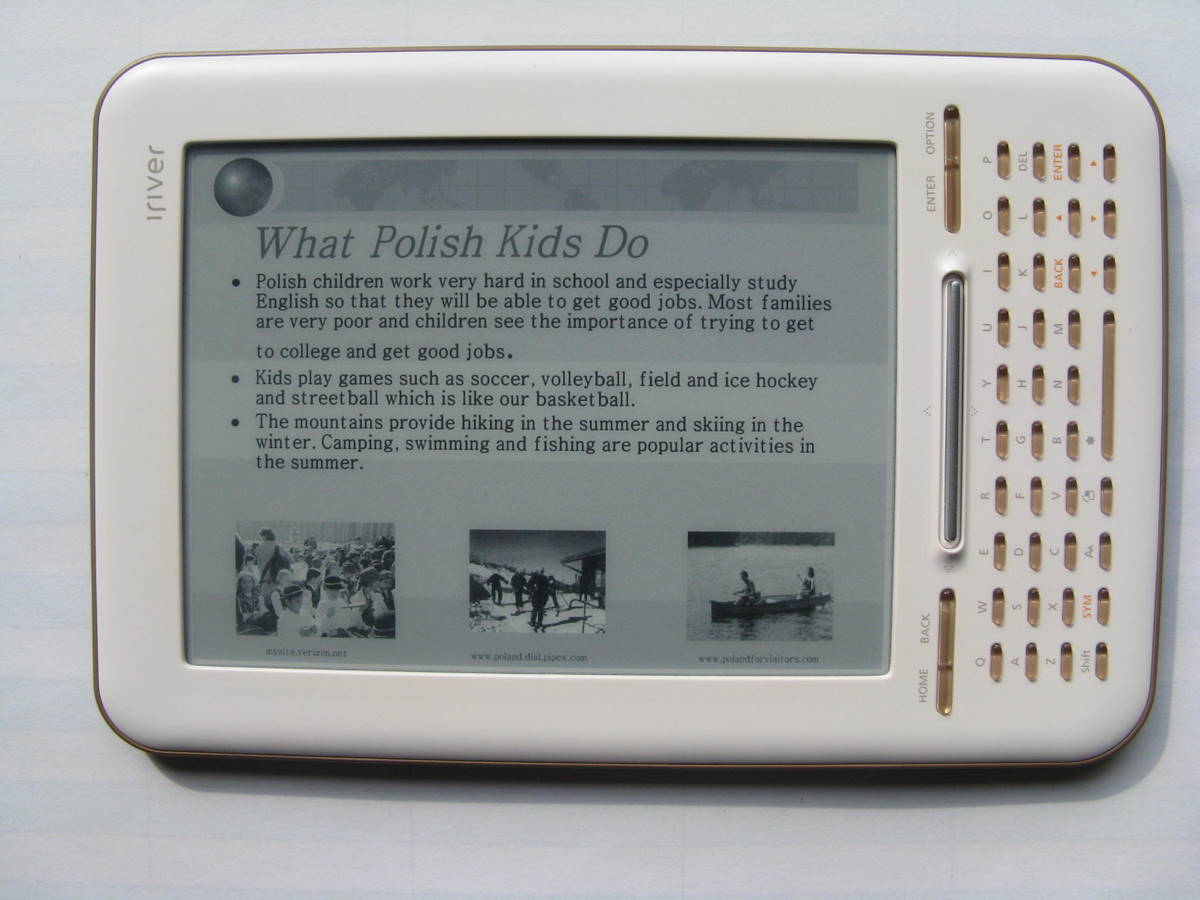 iriver
What Polish Kids Do
• Polish children work very hard in school and especially study
English so that they will be able to get good jobs. Most families
are very poor and children see the importance of trying to get
to college and get good jobs.
• Kids play games such as soccer, volleyball, field and ice hockey
and streetball which is like our basketball.
• The mountains provide hiking in the summer and skiing in the
winter. Camping, swimming and fishing are popular activities in
the summer.
mysite.verizon.net
www.poland.dial.pipex.com
www.polandforvisitors.com
HOME BACK ENTER OPTION
Q W E R T Y U I O P
A S D F G H J K L DEL
Z X C V B N M BACK ENTER
Shift SYM Aa